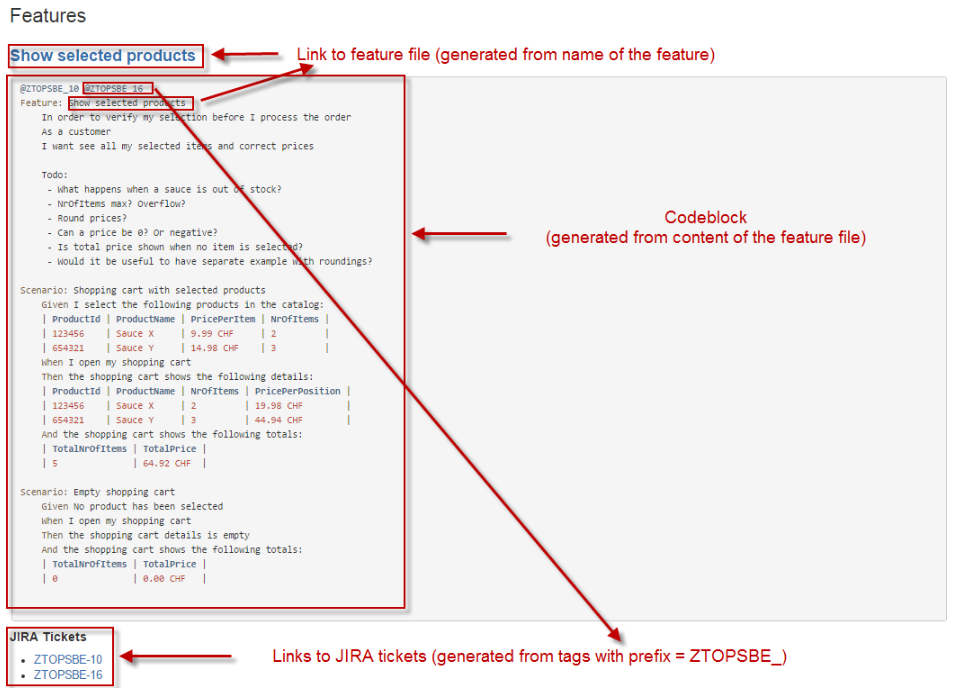 Features
Show selected products
Link to feature file (generated from name of the feature)
@ZTOPSBE_10 @ZTOPSBE_16
Feature: Show selected products
In order to verify my selection before I process the order
As a customer
I want see all my selected items and correct prices
Todo:
- What happens when a sauce is out of stock?
- NrOfItems max? Overflow?
- Round prices?
- Can a price be 0? Or negative?
- Is total price shown when no item is selected?
- Would it be useful to have separate example with roundings?
Codeblock
(generated from content of the feature file)
Scenario: Shopping cart with selected products
Given I select the following products in the catalog:
| ProductId | ProductName | PricePerItem | NrOfItems |
| 123456 | Sauce X | 9.99 CHF | 2 |
| 654321 | Sauce Y | 14.98 CHF | 3 |
When I open my shopping cart
Then the shopping cart shows the following details:
| ProductId | ProductName | NrOfItems | PricePerPosition |
| 123456 | Sauce X | 2 | 19.98 CHF |
| 654321 | Sauce Y | 3 | 44.94 CHF |
And the shopping cart shows the following totals:
| TotalNrOfItems | TotalPrice |
| 5 | 64.92 CHF |
Scenario: Empty shopping cart
Given No product has been selected
When I open my shopping cart
Then the shopping cart details is empty
And the shopping cart shows the following totals:
| TotalNrOfItems | TotalPrice |
| 0 | 0.00 CHF |
JIRA Tickets
• ZTOPSBE-10
• ZTOPSBE-16
Links to JIRA tickets (generated from tags with prefix = ZTOPSBE_)